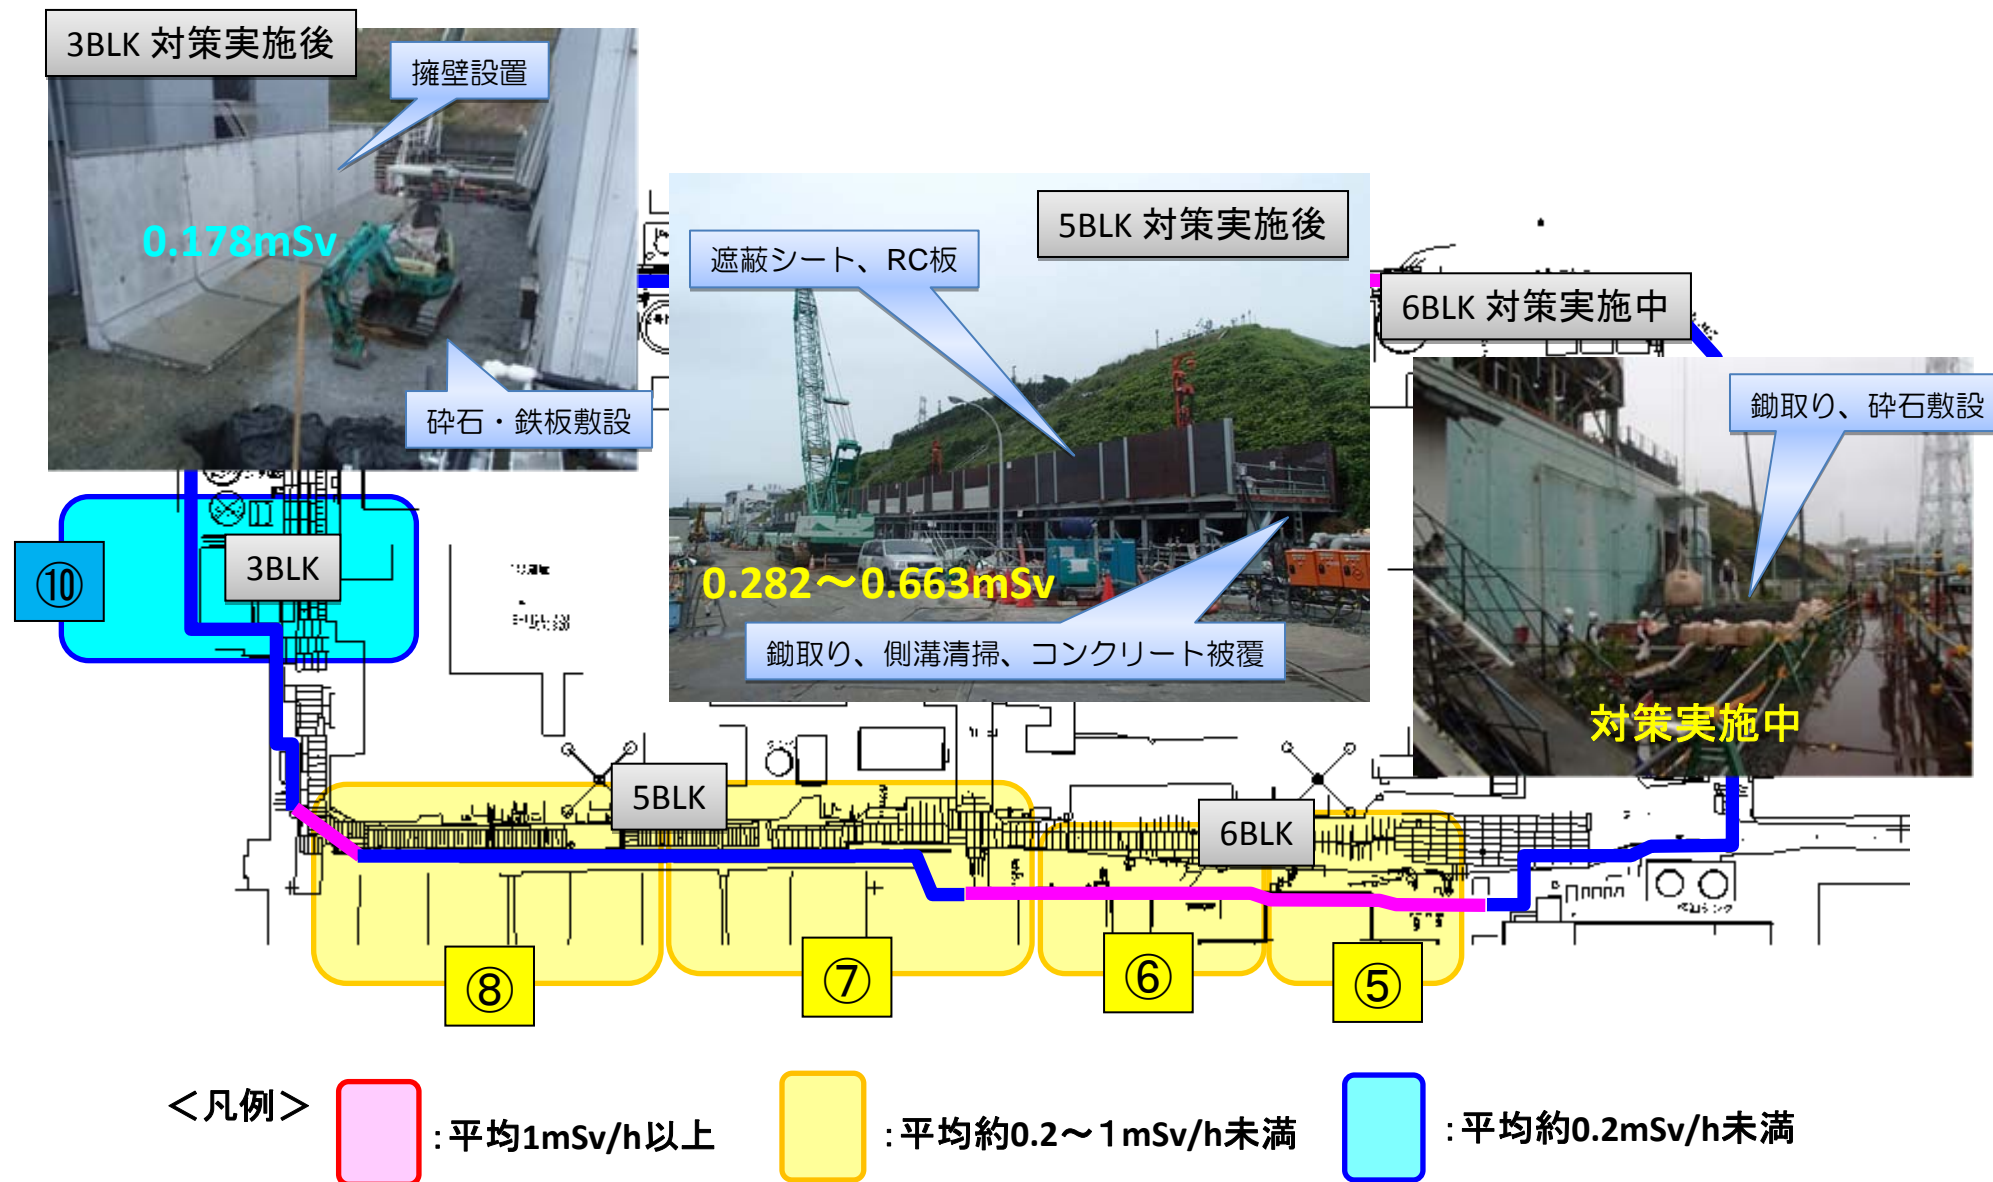 3BLK 対策実施後
擁壁設置
0.178mSv
砕石・鉄板敷設
5BLK 対策実施後
遮蔽シート、RC板
0.282～0.663mSv
鋤取り、側溝清掃、コンクリート被覆
6BLK 対策実施中
鋤取り、砕石敷設
対策実施中
⑩
3BLK
5BLK
6BLK
⑧
⑦
⑥
⑤
＜凡例＞
：平均1mSv/h以上
：平均約0.2～1mSv/h未満
：平均約0.2mSv/h未満